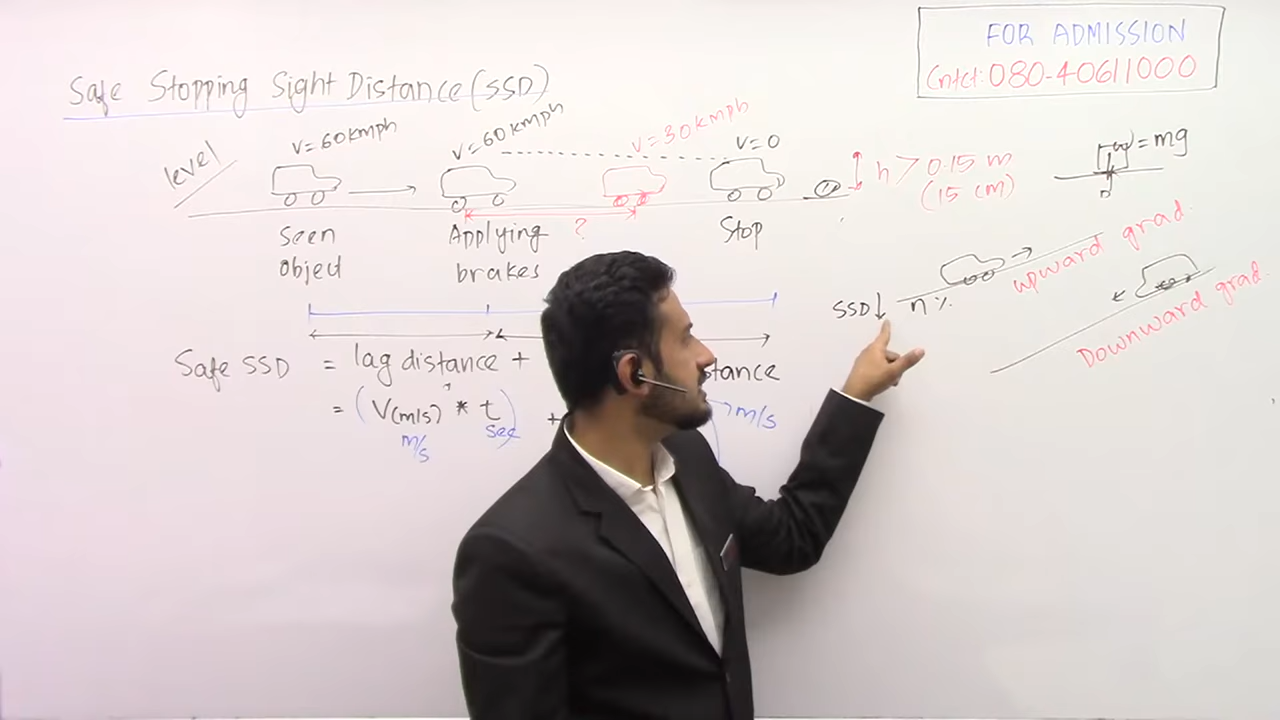 FOR ADMISSION
Cntct: 080-40611000
Safe Stopping Sight Distance (SSD)
level
V=60kmph
V=60kmph
V=30kmph
V=0
h > 0.15 m
(15 cm)
= mg
Seen
object
Applying
brakes
?
Stop
upward grad.
SSD↓ n%
Downward grad.
Safe SSD = lag distance +
tance
= (V(m/s) * t) +
m/s
sec
m/s